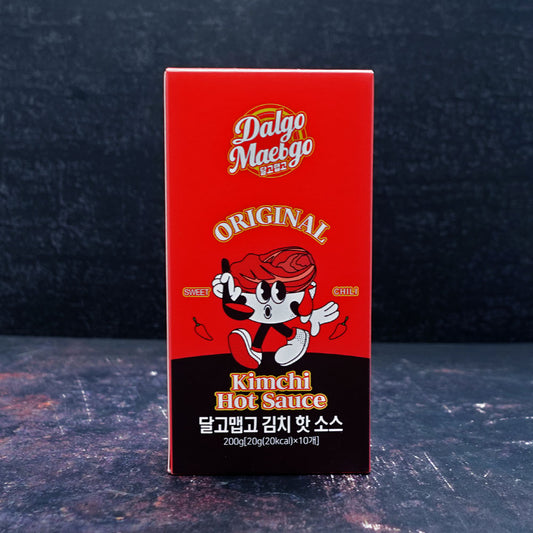 Dalgo
Maebgo
달고맵고
ORIGINAL
SWEET
CHILI
Kimchi
Hot Sauce
달고맵고 김치 핫 소스
200g[20g(20kcal)×10개]